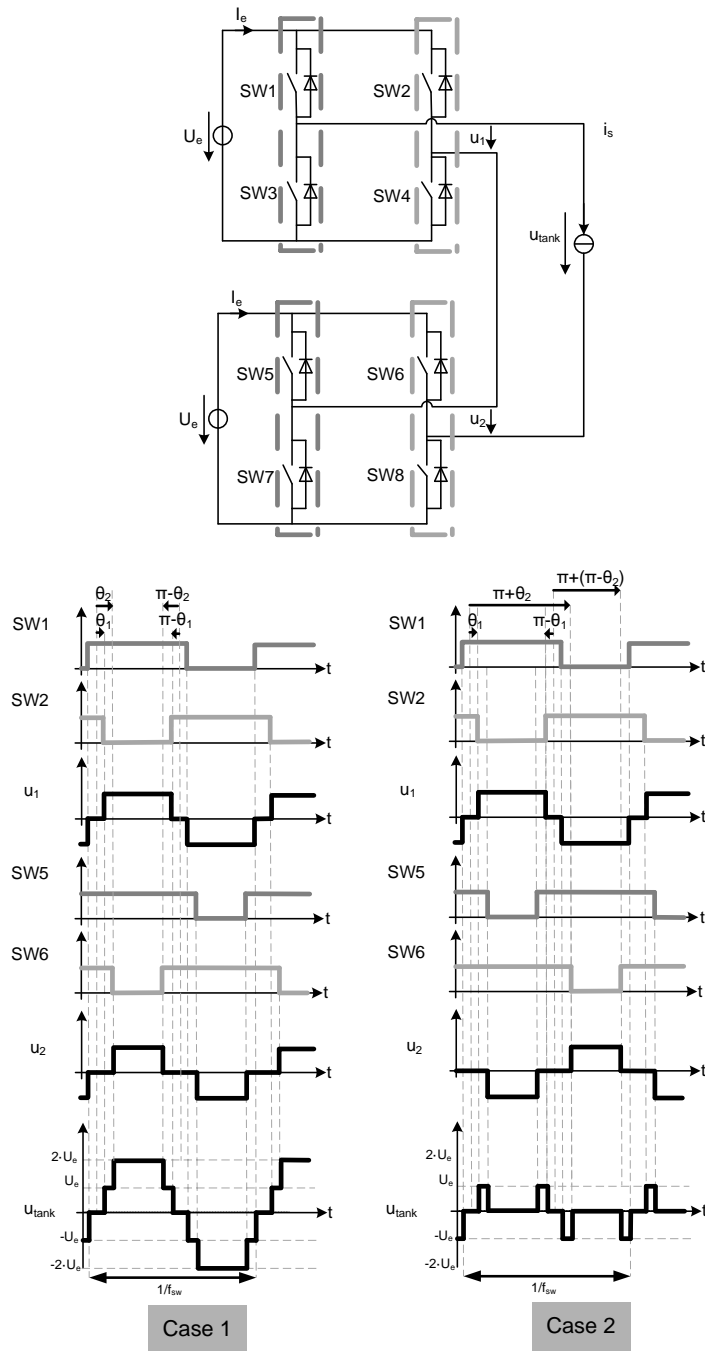 Iₑ
SW1
SW2
Uₑ
u₁
iₛ
SW3
SW4
uₜₐₙₖ
Iₑ
SW5
SW6
Uₑ
u₂
SW7
SW8
θ₂
π-θ₂
θ₁
π-θ₁
SW1
t
SW2
t
u₁
t
SW5
t
SW6
t
u₂
t
2·Uₑ
Uₑ
uₜₐₙₖ
t
-Uₑ
-2·Uₑ
1/fsw
Case 1
π+(π-θ₂)
π+θ₂
θ₁
π-θ₁
SW1
t
SW2
t
u₁
t
SW5
t
SW6
t
u₂
t
2·Uₑ
Uₑ
uₜₐₙₖ
t
-Uₑ
-2·Uₑ
1/fsw
Case 2